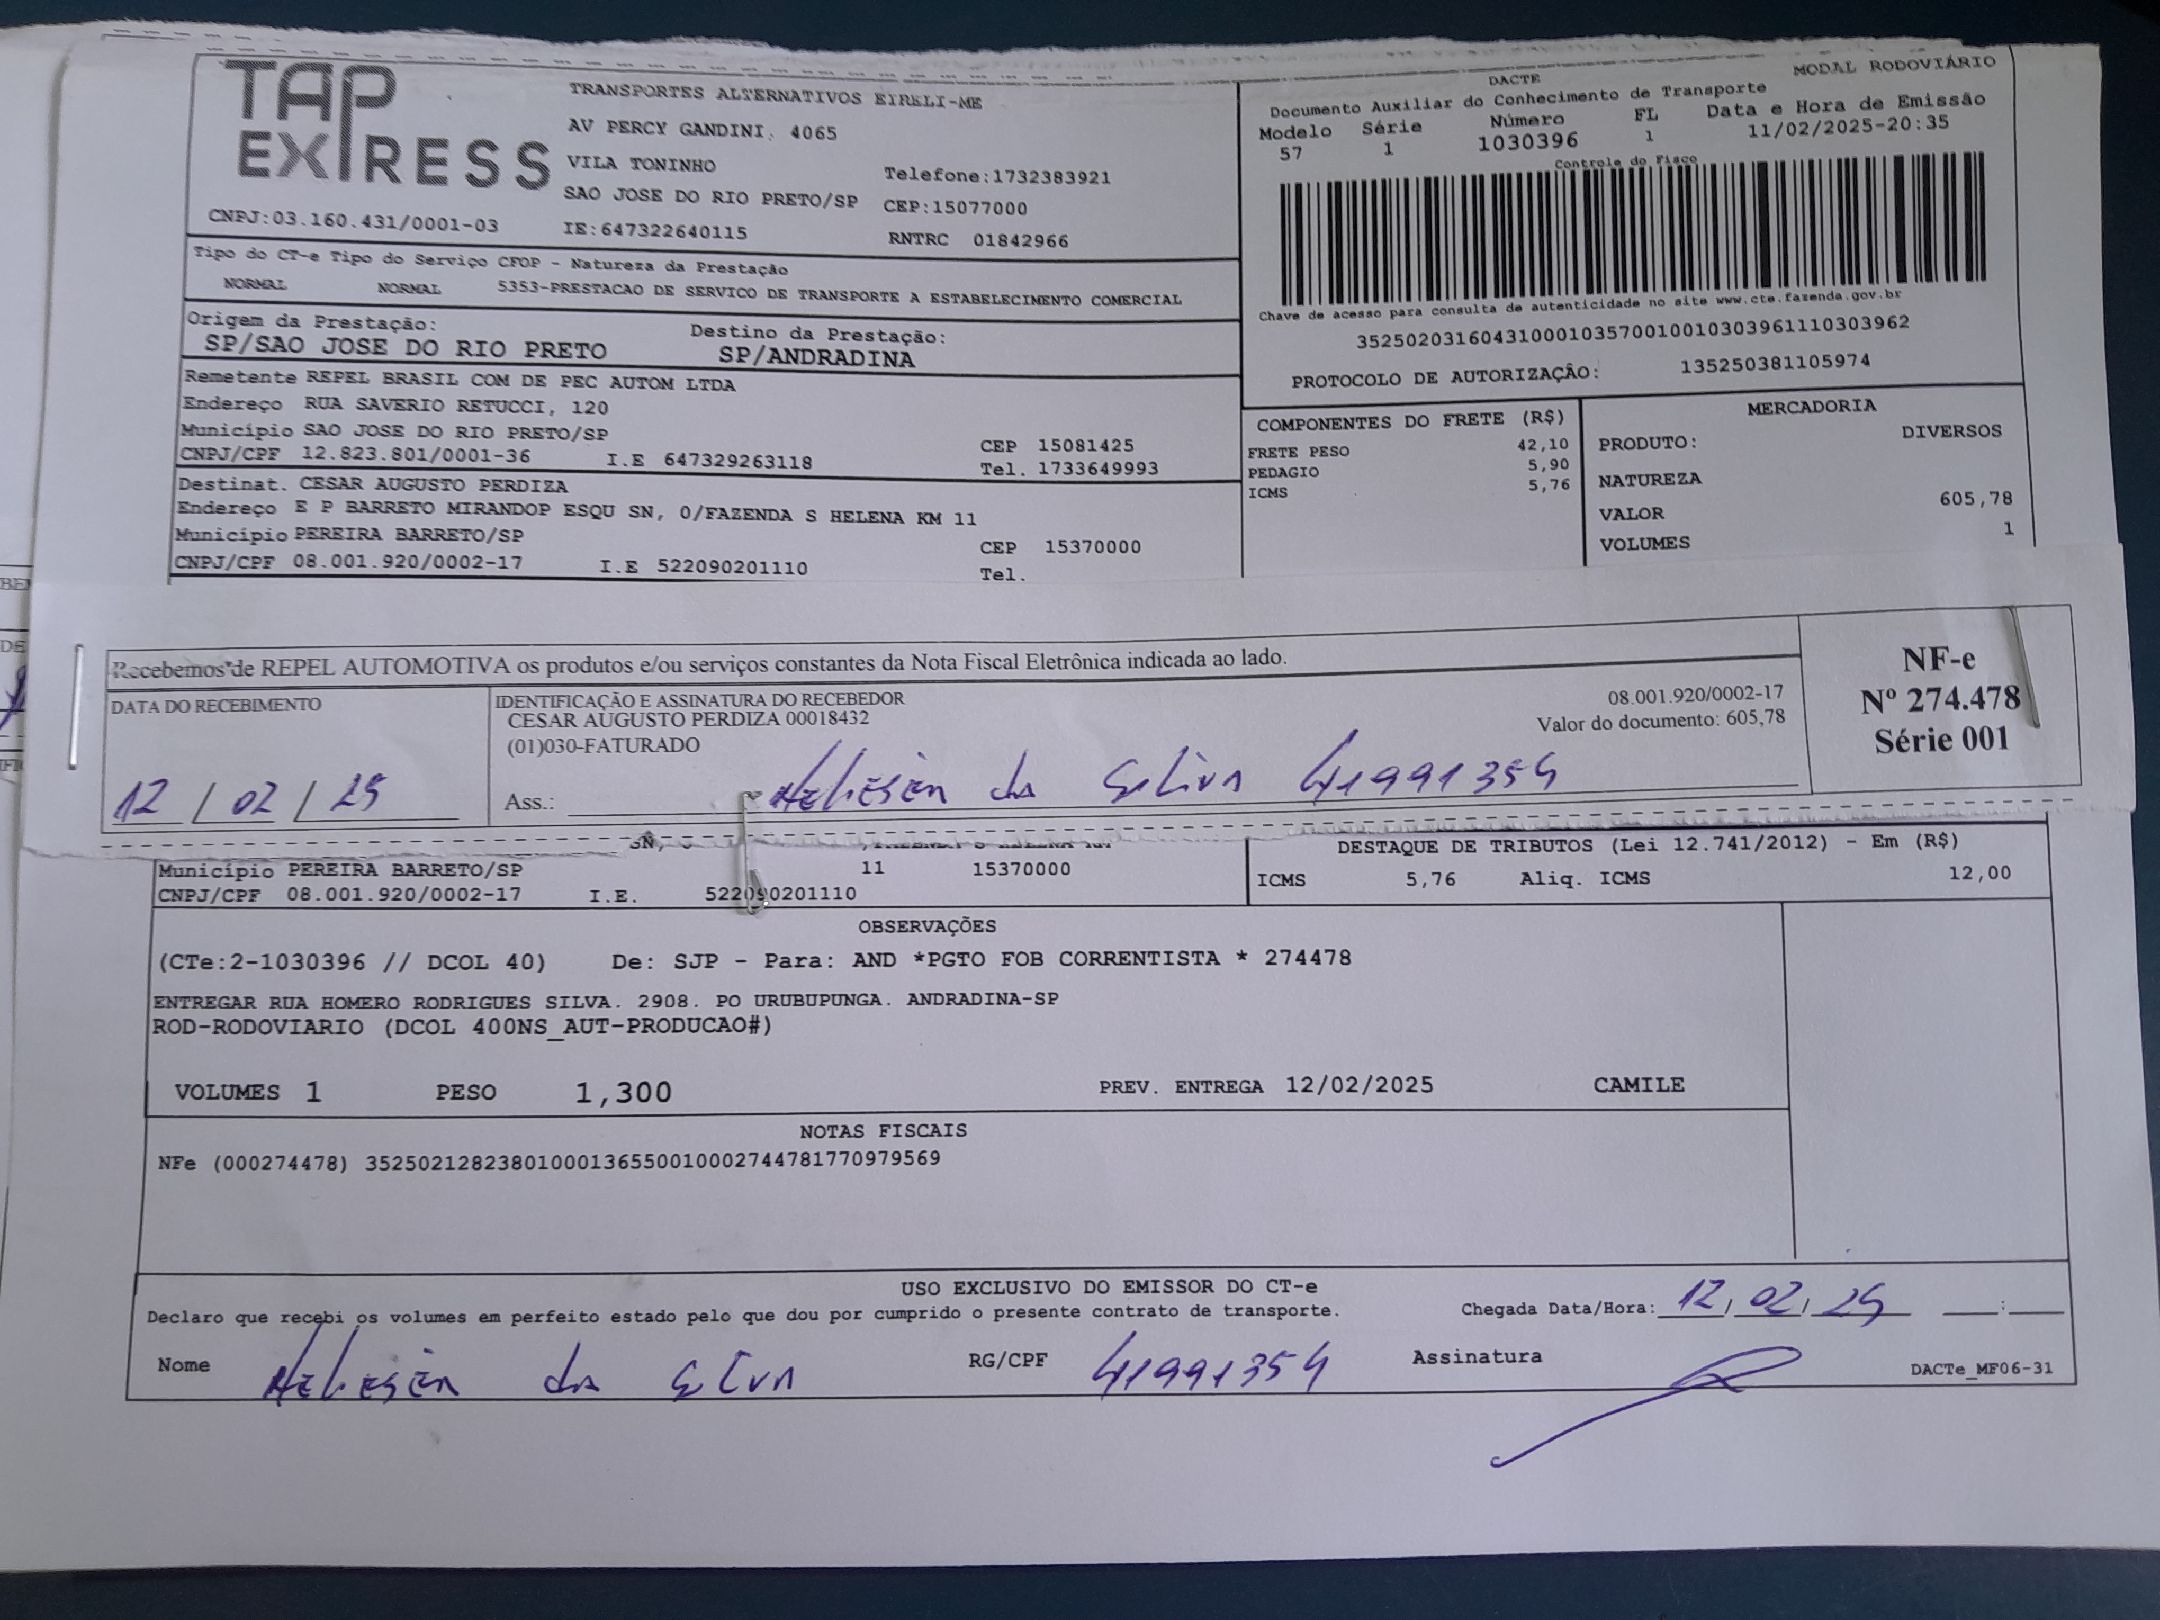 TAP EXPRESS
TRANSPORTES ALTERNATIVOS EIRELI-ME
AV PERCY GANDINI, 4065
VILA TONINHO
Telefone:1732383921
SAO JOSE DO RIO PRETO/SP CEP:15077000
CNPJ:03.160.431/0001-03 IE:647322640115 RNTRC 01842966
DACTE MODAL RODOVIÁRIO
Documento Auxiliar do Conhecimento de Transporte
Modelo Série Número FL Data e Hora de Emissão
57 1 1030396 1 11/02/2025-20:35
Controle do Fisco
Chave de acesso para consulta de autenticidade no site www.cte.fazenda.gov.br
35250203160431000103570010010303961110303962
PROTOCOLO DE AUTORIZAÇÃO: 135250381105974
Tipo do CT-e Tipo do Serviço CFOP - Natureza da Prestação
NORMAL NORMAL 5353-PRESTACAO DE SERVICO DE TRANSPORTE A ESTABELECIMENTO COMERCIAL
Origem da Prestação: Destino da Prestação:
SP/SAO JOSE DO RIO PRETO SP/ANDRADINA
Remetente REPEL BRASIL COM DE PEC AUTOM LTDA
Endereço RUA SAVERIO RETUCCI, 120
Município SAO JOSE DO RIO PRETO/SP CEP 15081425
CNPJ/CPF 12.823.801/0001-36 I.E 647329263118 Tel. 1733649993
Destinat. CESAR AUGUSTO PERDIZA
Endereço E P BARRETO MIRANDOP ESQU SN, 0/FAZENDA S HELENA KM 11
Município PEREIRA BARRETO/SP CEP 15370000
CNPJ/CPF 08.001.920/0002-17 I.E 522090201110 Tel.
COMPONENTES DO FRETE (R$)
FRETE PESO 42,10
PEDAGIO 5,90
ICMS 5,76
MERCADORIA
PRODUTO: DIVERSOS
NATUREZA
VALOR 605,78
VOLUMES 1
Recebemos de REPEL AUTOMOTIVA os produtos e/ou serviços constantes da Nota Fiscal Eletrônica indicada ao lado.
DATA DO RECEBIMENTO
12 / 02 / 25
IDENTIFICAÇÃO E ASSINATURA DO RECEBEDOR
CESAR AUGUSTO PERDIZA 00018432 08.001.920/0002-17
(01)030-FATURADO Valor do documento: 605,78
Ass.: da Silva 41991354
NF-e
Nº 274.478
Série 001
SN,
Município PEREIRA BARRETO/SP 11 15370000
CNPJ/CPF 08.001.920/0002-17 I.E. 522090201110
DESTAQUE DE TRIBUTOS (Lei 12.741/2012) - Em (R$)
ICMS 5,76 Aliq. ICMS 12,00
OBSERVAÇÕES
(CTe:2-1030396 // DCOL 40) De: SJP - Para: AND *PGTO FOB CORRENTISTA * 274478
ENTREGAR RUA HOMERO RODRIGUES SILVA. 2908. PO URUBUPUNGA. ANDRADINA-SP
ROD-RODOVIARIO (DCOL 400NS_AUT-PRODUCAO#)
VOLUMES 1 PESO 1,300 PREV. ENTREGA 12/02/2025 CAMILE
NOTAS FISCAIS
NFe (000274478) 35250212823801000136550010002744781770979569
USO EXCLUSIVO DO EMISSOR DO CT-e
Declaro que recebi os volumes em perfeito estado pelo que dou por cumprido o presente contrato de transporte. Chegada Data/Hora: 12/ 02/ 25 __:__
Nome da Silva RG/CPF 41991354 Assinatura DACTe_MF06-31